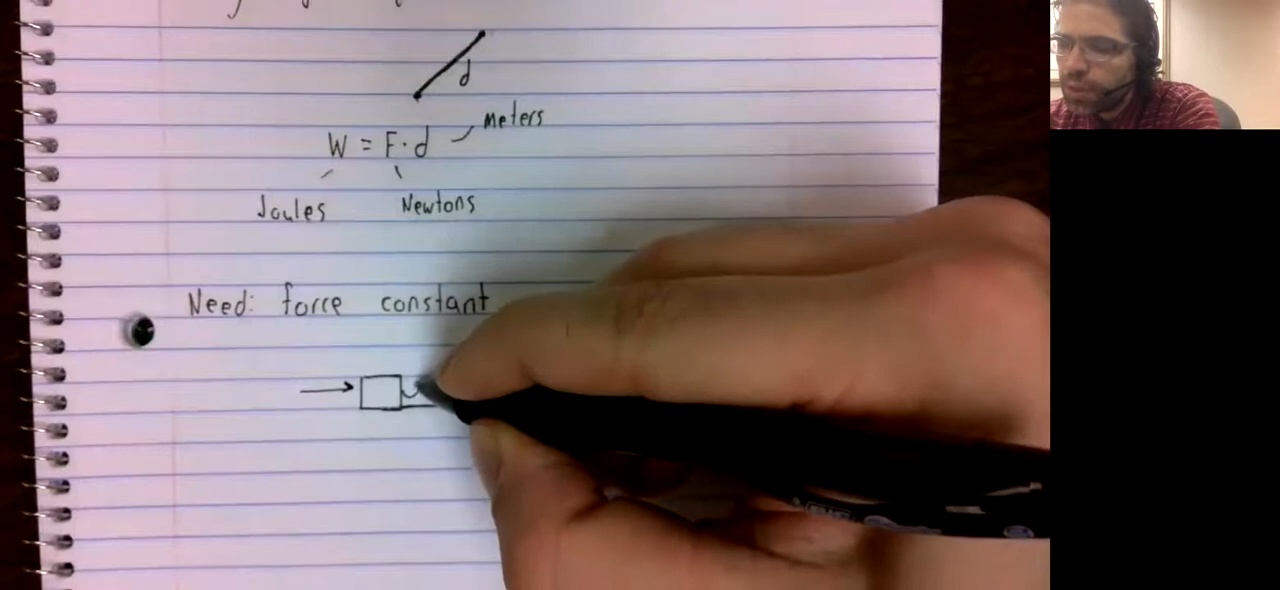 d
meters
W = F · d
Joules Newtons
Need: force constant